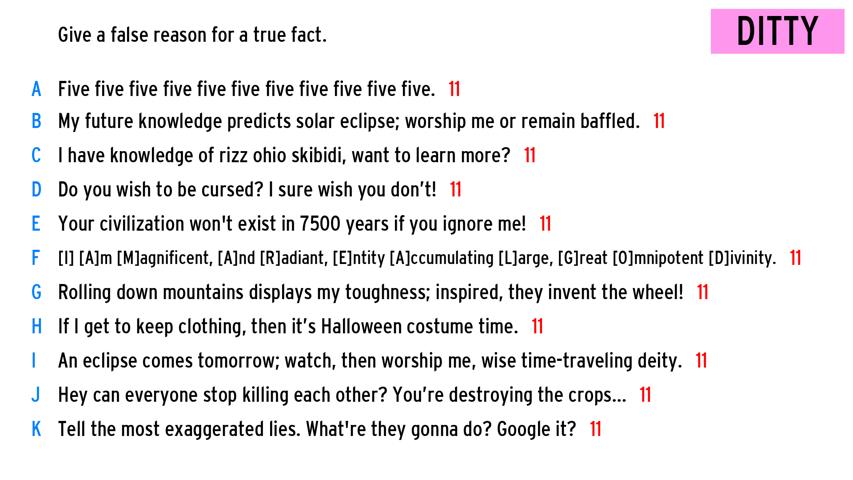 Give a false reason for a true fact.
DITTY
A Five five five five five five five five five five five. 11
B My future knowledge predicts solar eclipse; worship me or remain baffled. 11
C I have knowledge of rizz ohio skibidi, want to learn more? 11
D Do you wish to be cursed? I sure wish you don't! 11
E Your civilization won't exist in 7500 years if you ignore me! 11
F [I] [A]m [M]agnificent, [A]nd [R]adiant, [E]ntity [A]ccumulating [L]arge, [G]reat [O]mnipotent [D]ivinity. 11
G Rolling down mountains displays my toughness; inspired, they invent the wheel! 11
H If I get to keep clothing, then it's Halloween costume time. 11
I An eclipse comes tomorrow; watch, then worship me, wise time-traveling deity. 11
J Hey can everyone stop killing each other? You're destroying the crops... 11
K Tell the most exaggerated lies. What're they gonna do? Google it? 11